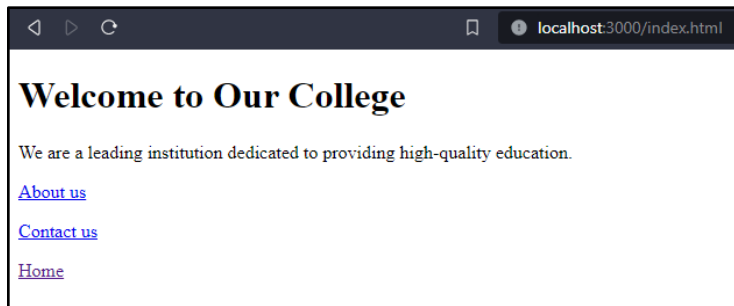 localhost:3000/index.html
Welcome to Our College
We are a leading institution dedicated to providing high-quality education.
About us
Contact us
Home